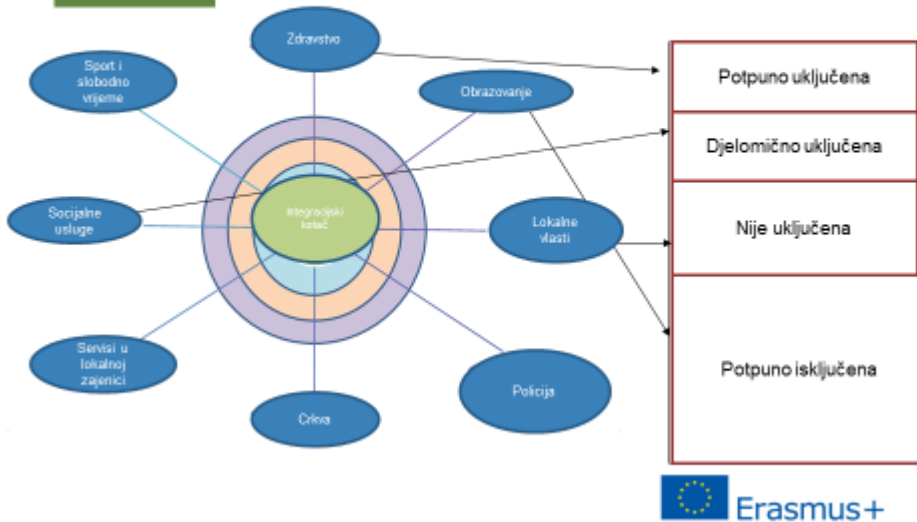 Zdravstvo
Sport i
slobodno
vrijeme
Obrazovanje
Integracijski
kotač
Socijalne
usluge
Lokalne
vlasti
Servisi u
lokalnoj
zajenici
Crkva
Policija
Potpuno uključena
Djelomično uključena
Nije uključena
Potpuno isključena
Erasmus+